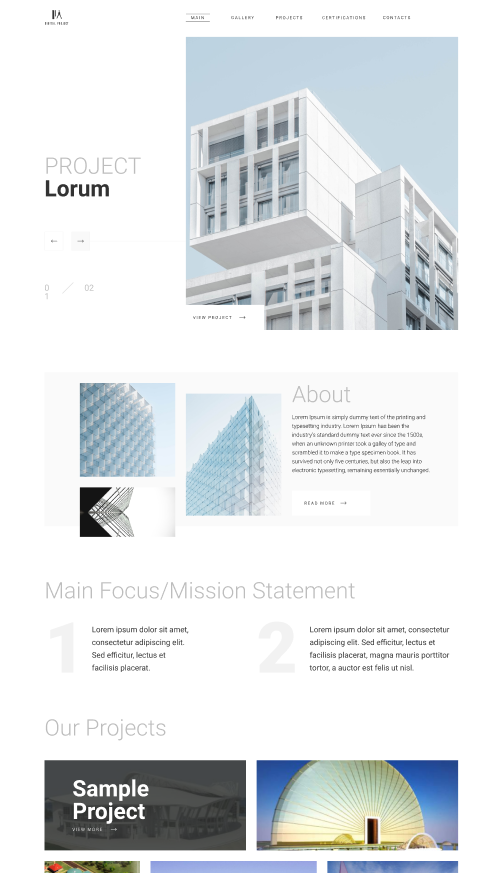 VIRTUAL PROJECT
MAIN
GALLERY
PROJECTS
CERTIFICATIONS
CONTACTS
PROJECT
Lorum
←
→
0
1
02
VIEW PROJECT →
About
Lorem Ipsum is simply dummy text of the printing and
typesetting industry. Lorem Ipsum has been the
industry's standard dummy text ever since the 1500s,
when an unknown printer took a galley of type and
scrambled it to make a type specimen book. It has
survived not only five centuries, but also the leap into
electronic typesetting, remaining essentially unchanged.
READ MORE →
Main Focus/Mission Statement
1
Lorem ipsum dolor sit amet,
consectetur adipiscing elit.
Sed efficitur, lectus et
facilisis placerat.
2
Lorem ipsum dolor sit amet, consectetur
adipiscing elit. Sed efficitur, lectus et
facilisis placerat, magna mauris porttitor
tortor, a auctor est felis ut nisl.
Our Projects
Sample
Project
VIEW MORE →